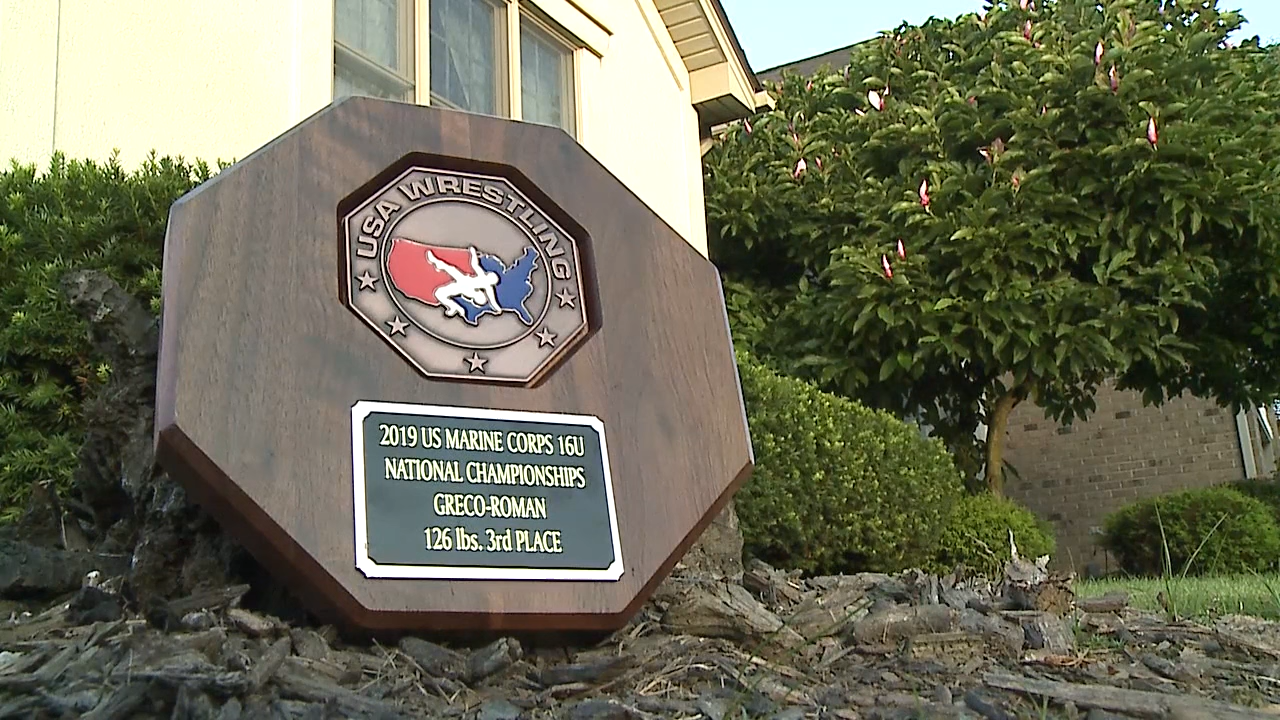 USA WRESTLING
2019 US MARINE CORPS 16U
NATIONAL CHAMPIONSHIPS
GRECO-ROMAN
126 lbs. 3rd PLACE